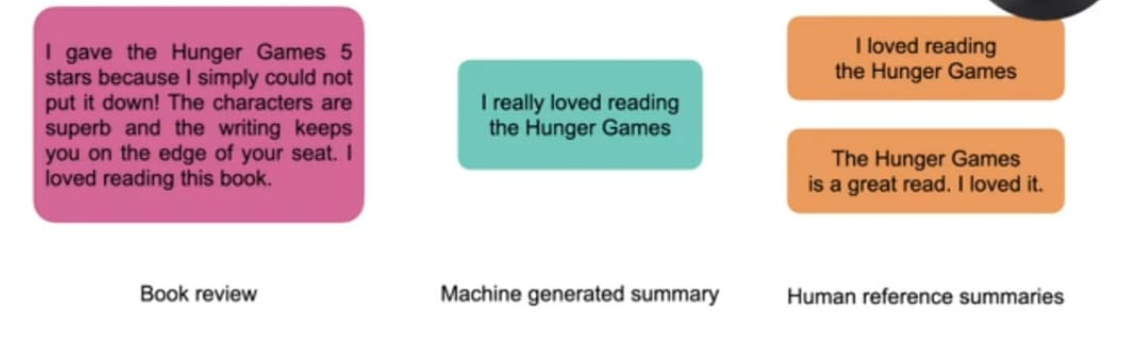 I gave the Hunger Games 5
stars because I simply could not
put it down! The characters are
superb and the writing keeps
you on the edge of your seat. I
loved reading this book.
Book review
I really loved reading
the Hunger Games
Machine generated summary
I loved reading
the Hunger Games
The Hunger Games
is a great read. I loved it.
Human reference summaries